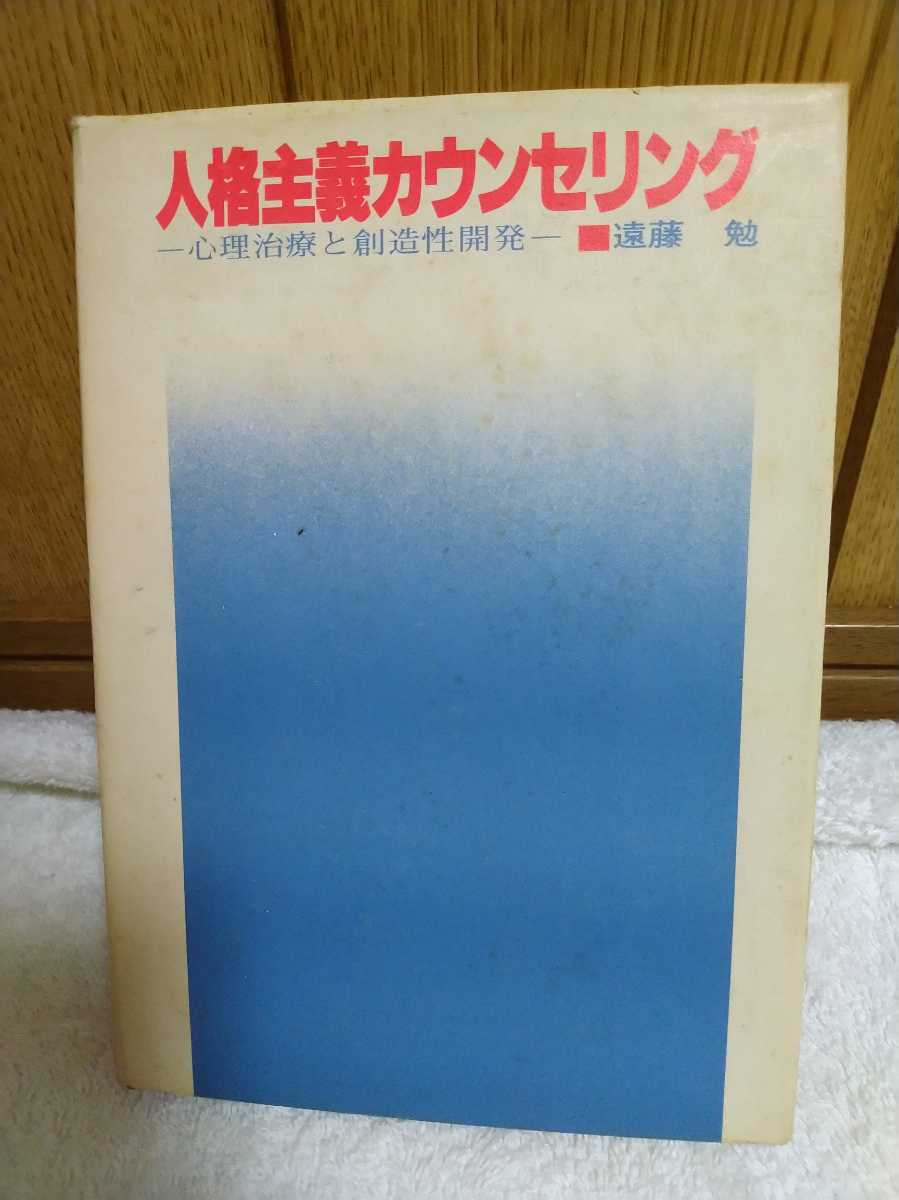 人格主義カウンセリング
―心理治療と創造性開発― ■遠藤　勉